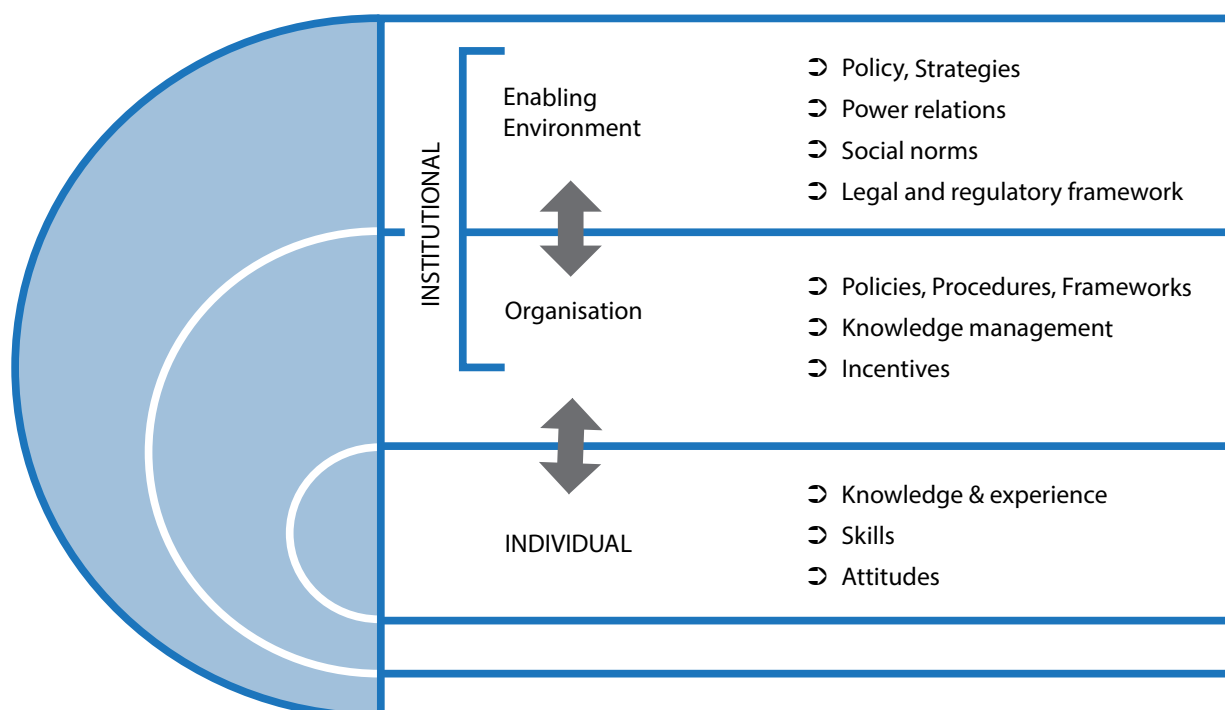 INSTITUTIONAL
Enabling
Environment
➲ Policy, Strategies
➲ Power relations
➲ Social norms
➲ Legal and regulatory framework
Organisation
➲ Policies, Procedures, Frameworks
➲ Knowledge management
➲ Incentives
INDIVIDUAL
➲ Knowledge & experience
➲ Skills
➲ Attitudes